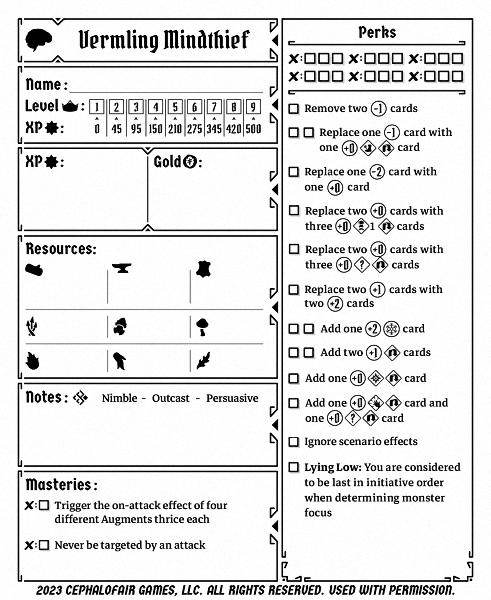 Vermling Mindthief
Name:
Level : 1 2 3 4 5 6 7 8 9
XP : 0 45 95 150 210 275 345 420 500
XP : Gold :
Resources:
Notes: Nimble - Outcast - Persuasive
Masteries:
Trigger the on-attack effect of four
different Augments thrice each
Never be targeted by an attack
Perks
Remove two -1 cards
Replace one -1 card with
one +0 card
Replace one -2 card with
one +0 card
Replace two +0 cards with
three +0 1 cards
Replace two +0 cards with
three +0 ? cards
Replace two +1 cards with
two +2 cards
Add one +2 card
Add two +1 cards
Add one +0 card
Add one +0 card and
one +0 ? card
Ignore scenario effects
Lying Low: You are considered
to be last in initiative order
when determining monster
focus
2023 CEPHALOFAIR GAMES, LLC. ALL RIGHTS RESERVED. USED WITH PERMISSION.